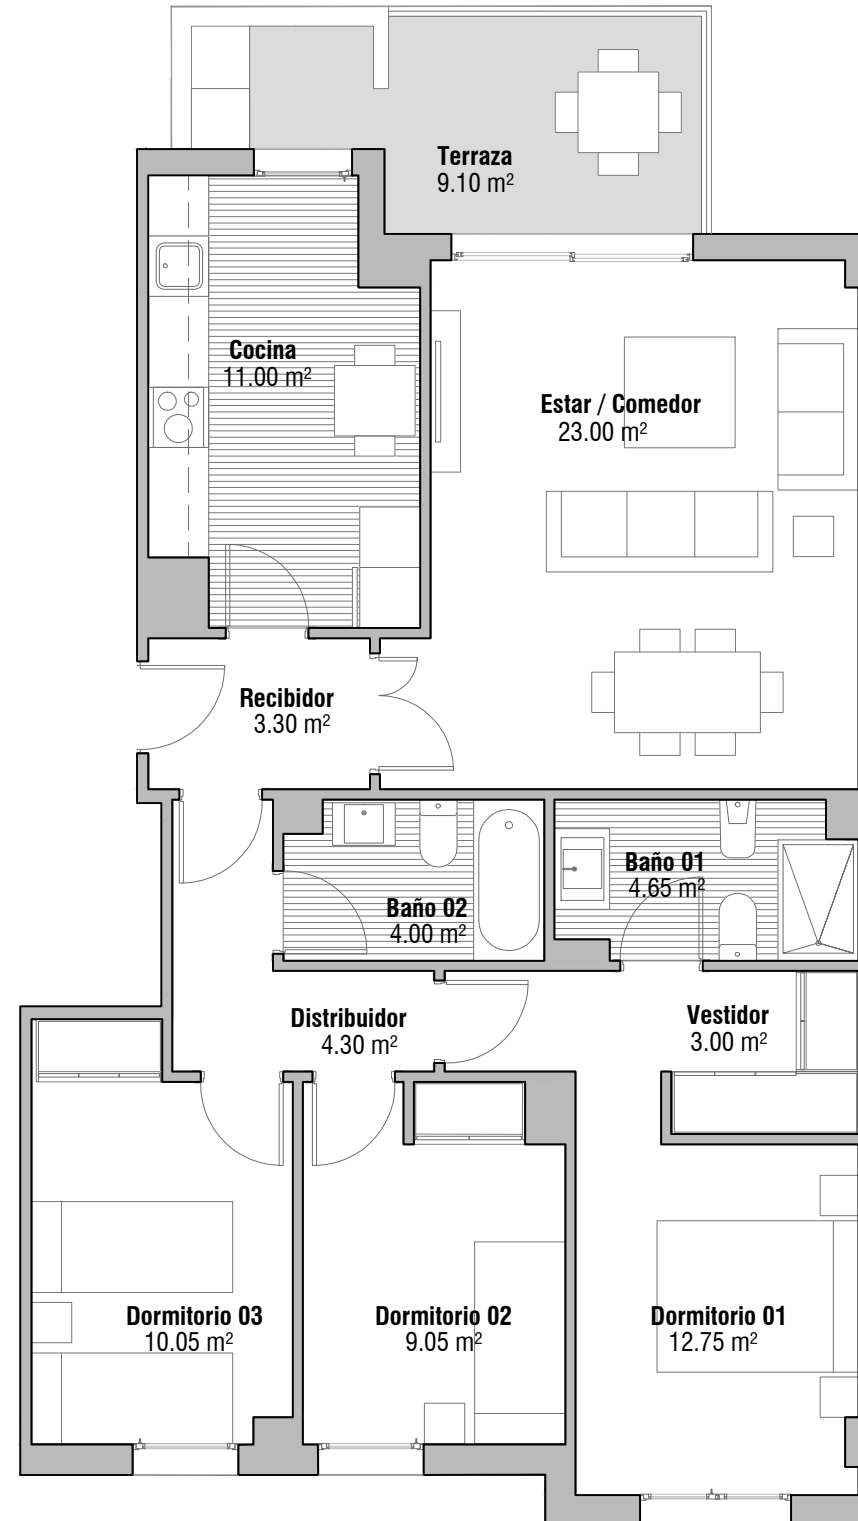 Terraza
9.10 m²
Cocina
11.00 m²
Estar / Comedor
23.00 m²
Recibidor
3.30 m²
Baño 01
4.65 m²
Baño 02
4.00 m²
Distribuidor
4.30 m²
Vestidor
3.00 m²
Dormitorio 03
10.05 m²
Dormitorio 02
9.05 m²
Dormitorio 01
12.75 m²